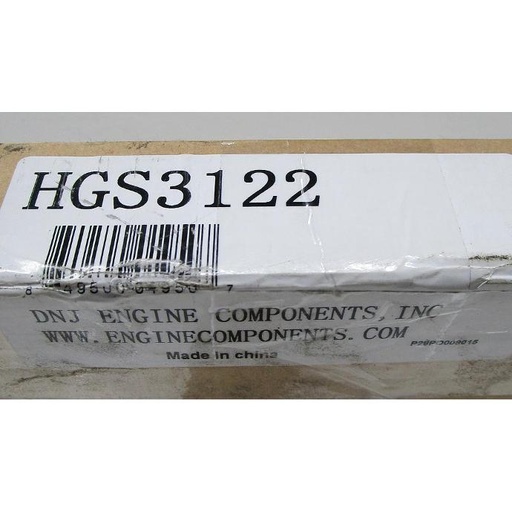 HGS3122
DNJ ENGINE COMPONENTS, INC
WWW.ENGINECOMPONENTS.COM
Made in china